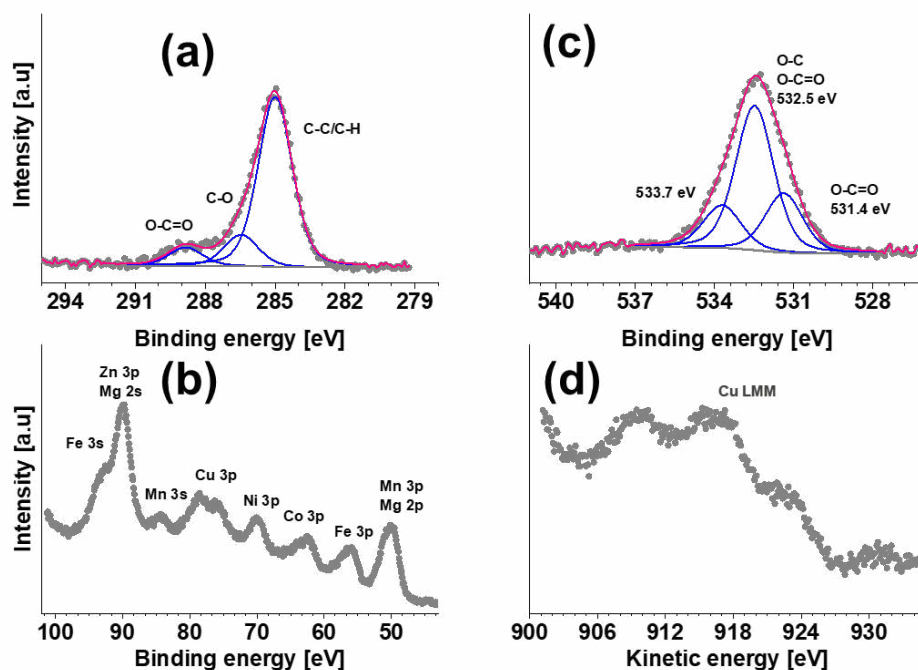 (a)
Intensity [a.u]
C-C/C-H
C-O
O-C=O
294 291 288 285 282 279
Binding energy [eV]
(c)
O-C
O-C=O
532.5 eV
533.7 eV
O-C=O
531.4 eV
540 537 534 531 528
Binding energy [eV]
(b)
Intensity [a.u]
Zn 3p
Mg 2s
Fe 3s
Mn 3s
Cu 3p
Ni 3p
Co 3p
Fe 3p
Mn 3p
Mg 2p
100 90 80 70 60 50
Binding energy [eV]
(d)
Cu LMM
900 906 912 918 924 930
Kinetic energy [eV]